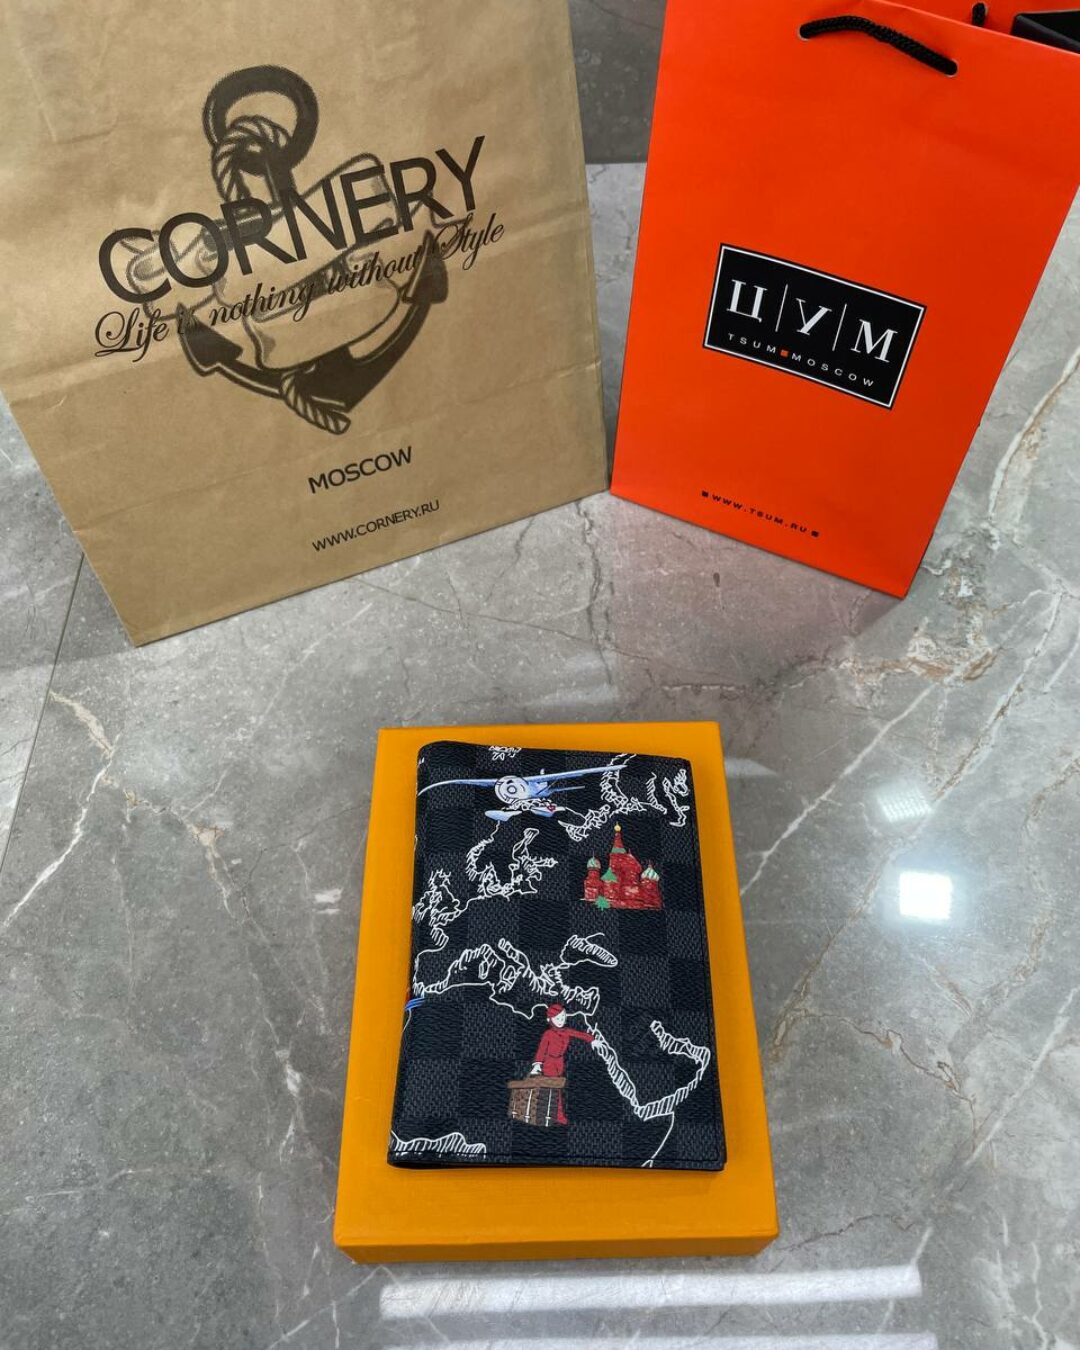 CORNERY
Life is nothing without Style
MOSCOW
WWW.CORNERY.RU
Ц|У|М
TSUM MOSCOW
WWW.TSUM.RU